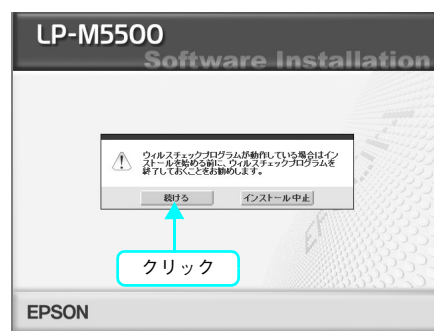 LP-M5500
Software Installation
ウィルスチェックプログラムが動作している場合はイン
ストールを始める前に、ウィルスチェックプログラムを
終了しておくことをお勧めします。
続ける
インストール中止
クリック
EPSON